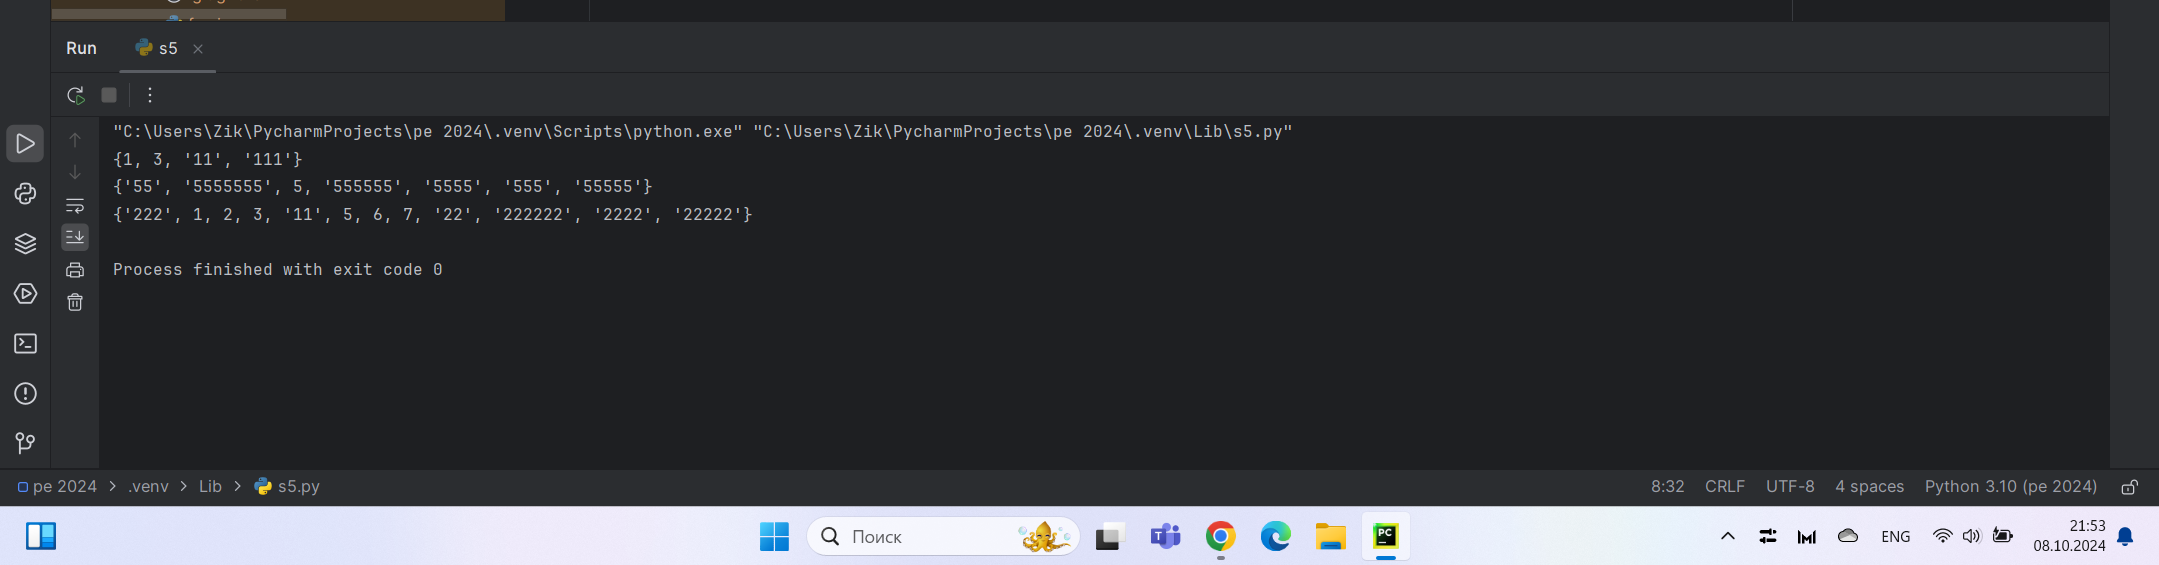 Run s5
"C:\Users\Zik\PycharmProjects\pe 2024\.venv\Scripts\python.exe" "C:\Users\Zik\PycharmProjects\pe 2024\.venv\Lib\s5.py"
{1, 3, '11', '111'}
{'55', '5555555', 5, '555555', '5555', '555', '55555'}
{'222', 1, 2, 3, '11', 5, 6, 7, '22', '222222', '2222', '22222'}
Process finished with exit code 0
pe 2024 > .venv > Lib > s5.py 8:32 CRLF UTF-8 4 spaces Python 3.10 (pe 2024)
Поиск ENG 21:53
08.10.2024